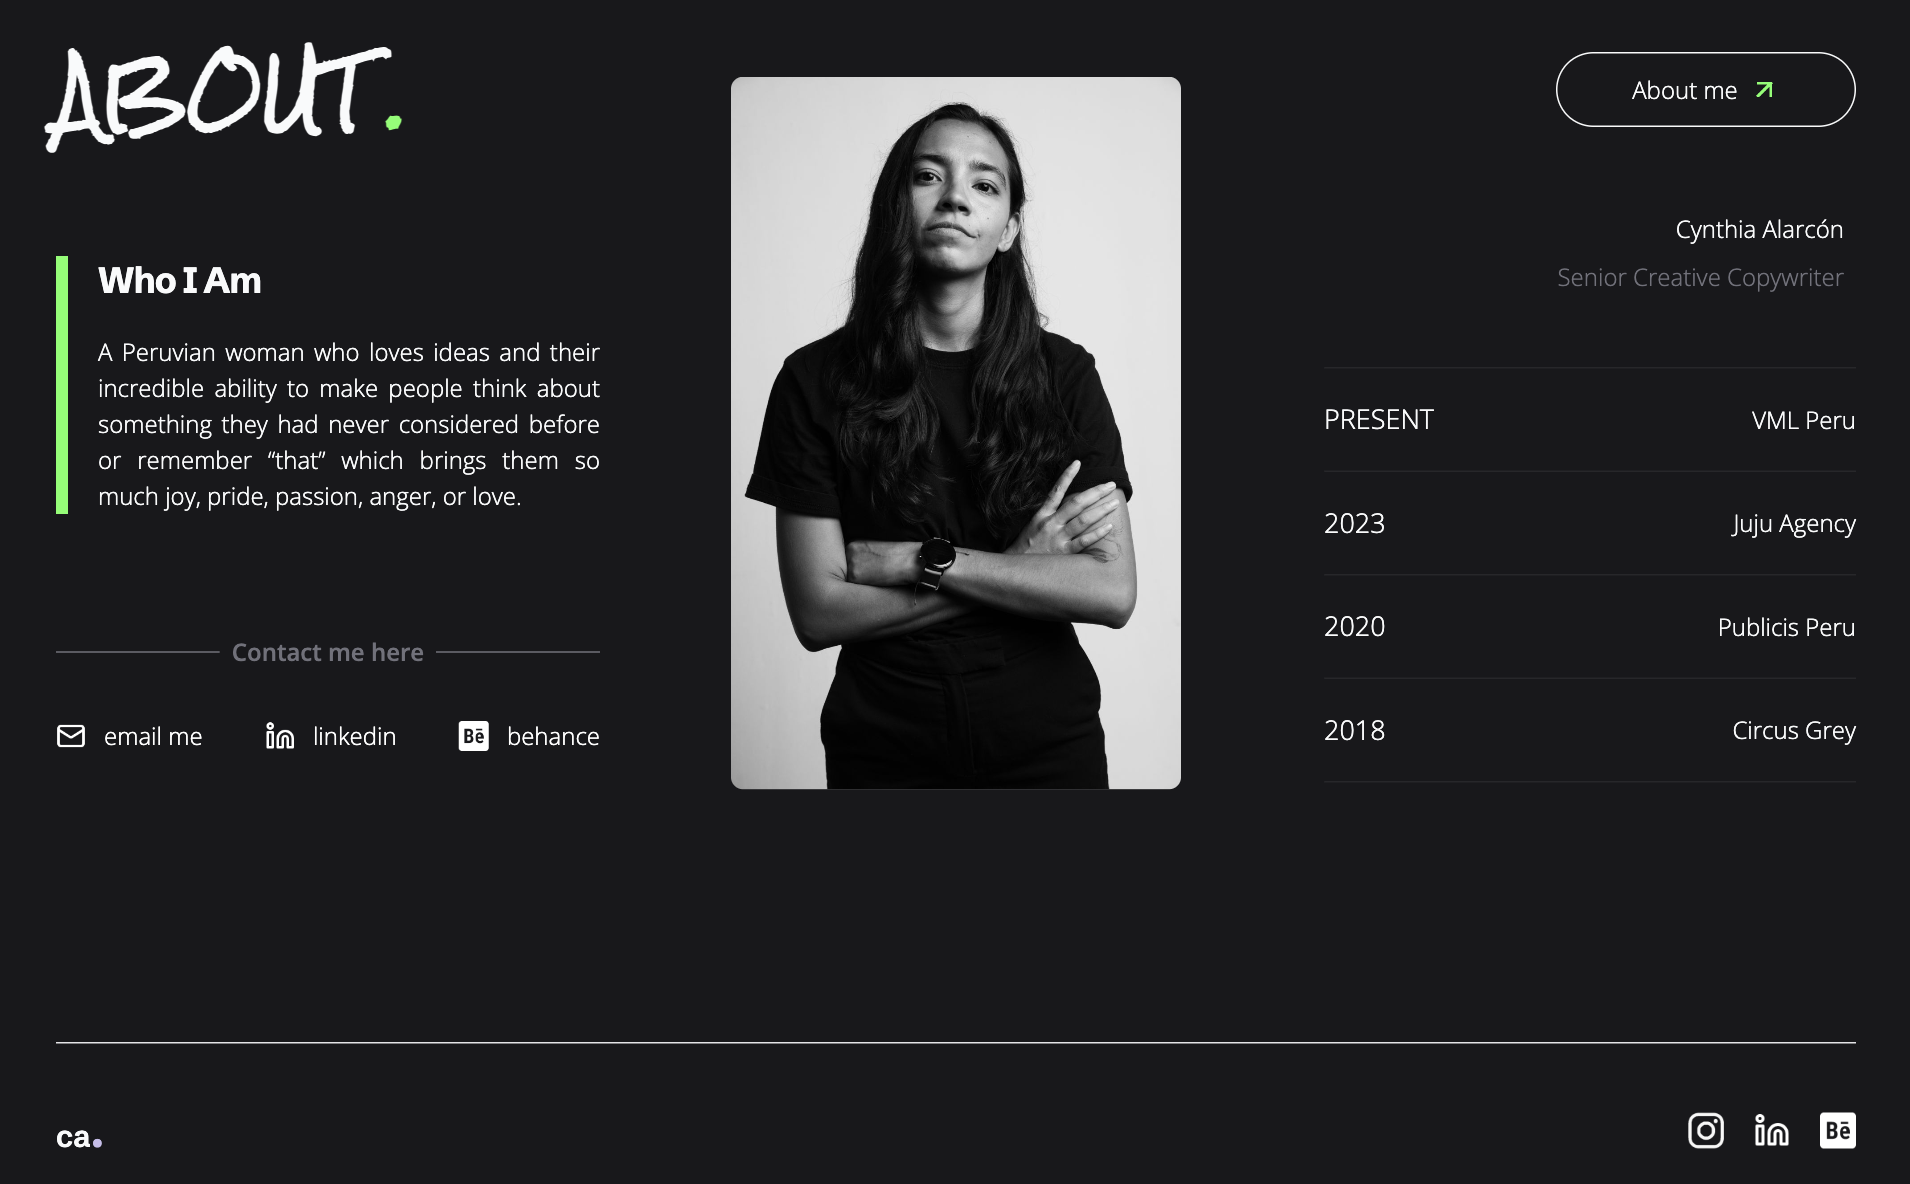 ABOUT.
Who I Am
A Peruvian woman who loves ideas and their
incredible ability to make people think about
something they had never considered before
or remember “that” which brings them so
much joy, pride, passion, anger, or love.
Contact me here
email me
linkedin
Bē behance
About me
Cynthia Alarcón
Senior Creative Copywriter
PRESENT VML Peru
2023 Juju Agency
2020 Publicis Peru
2018 Circus Grey
ca.
in Bē